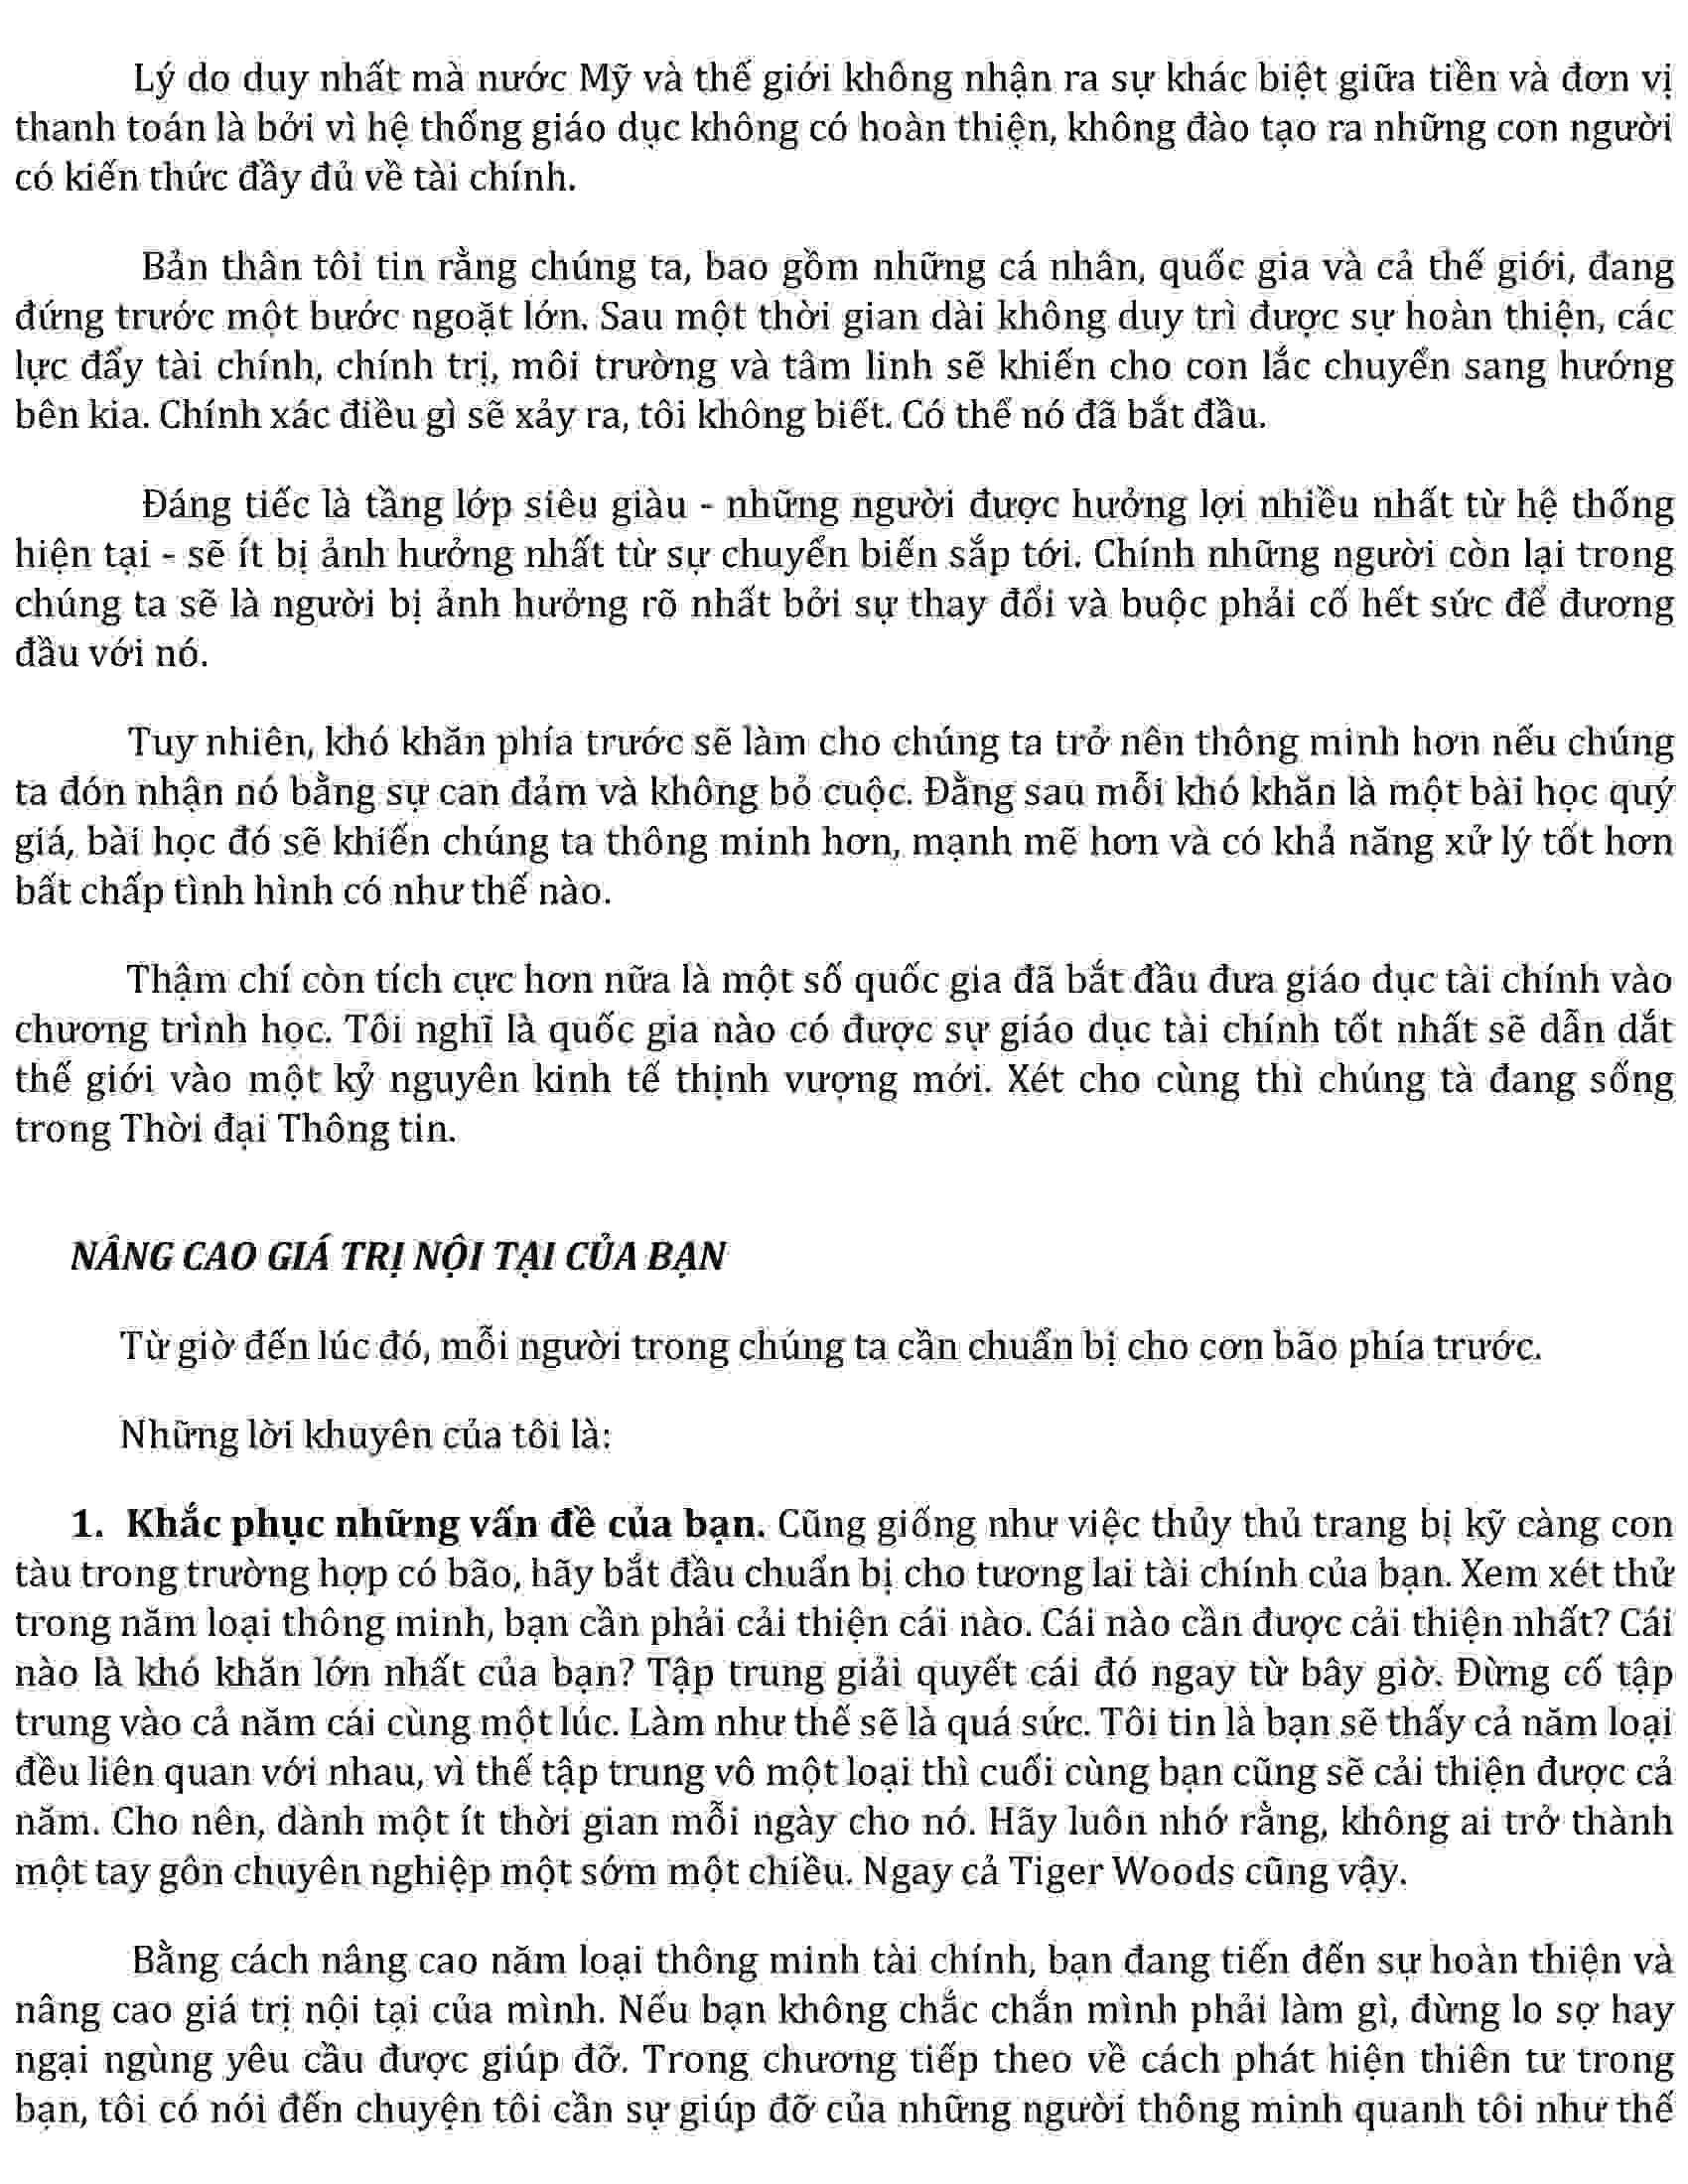 Lý do duy nhất mà nước Mỹ và thế giới không nhận ra sự khác biệt giữa tiền và đơn vị
thanh toán là bởi vì hệ thống giáo dục không có hoàn thiện, không đào tạo ra những con người
có kiến thức đầy đủ về tài chính.
Bản thân tôi tin rằng chúng ta, bao gồm những cá nhân, quốc gia và cả thế giới, đang
đứng trước một bước ngoặt lớn. Sau một thời gian dài không duy trì được sự hoàn thiện, các
lực đẩy tài chính, chính trị, môi trường và tâm linh sẽ khiến cho con lắc chuyển sang hướng
bên kia. Chính xác điều gì sẽ xảy ra, tôi không biết. Có thể nó đã bắt đầu.
Đáng tiếc là tầng lớp siêu giàu - những người được hưởng lợi nhiều nhất từ hệ thống
hiện tại - sẽ ít bị ảnh hưởng nhất từ sự chuyển biến sắp tới. Chính những người còn lại trong
chúng ta sẽ là người bị ảnh hưởng rõ nhất bởi sự thay đổi và buộc phải cố hết sức để đương
đầu với nó.
Tuy nhiên, khó khăn phía trước sẽ làm cho chúng ta trở nên thông minh hơn nếu chúng
ta đón nhận nó bằng sự can đảm và không bỏ cuộc. Đằng sau mỗi khó khăn là một bài học quý
giá, bài học đó sẽ khiến chúng ta thông minh hơn, mạnh mẽ hơn và có khả năng xử lý tốt hơn
bất chấp tình hình có như thế nào.
Thậm chí còn tích cực hơn nữa là một số quốc gia đã bắt đầu đưa giáo dục tài chính vào
chương trình học. Tôi nghĩ là quốc gia nào có được sự giáo dục tài chính tốt nhất sẽ dẫn dắt
thế giới vào một kỷ nguyên kinh tế thịnh vượng mới. Xét cho cùng thì chúng tà đang sống
trong Thời đại Thông tin.
NÂNG CAO GIÁ TRỊ NỘI TẠI CỦA BẠN
Từ giờ đến lúc đó, mỗi người trong chúng ta cần chuẩn bị cho cơn bão phía trước.
Những lời khuyên của tôi là:
1. Khắc phục những vấn đề của bạn. Cũng giống như việc thủy thủ trang bị kỹ càng con
tàu trong trường hợp có bão, hãy bắt đầu chuẩn bị cho tương lai tài chính của bạn. Xem xét thử
trong năm loại thông minh, bạn cần phải cải thiện cái nào. Cái nào cần được cải thiện nhất? Cái
nào là khó khăn lớn nhất của bạn? Tập trung giải quyết cái đó ngay từ bây giờ. Đừng cố tập
trung vào cả năm cái cùng một lúc. Làm như thế sẽ là quá sức. Tôi tin là bạn sẽ thấy cả năm loại
đều liên quan với nhau, vì thế tập trung vô một loại thì cuối cùng bạn cũng sẽ cải thiện được cả
năm. Cho nên, dành một ít thời gian mỗi ngày cho nó. Hãy luôn nhớ rằng, không ai trở thành
một tay gôn chuyên nghiệp một sớm một chiều. Ngay cả Tiger Woods cũng vậy.
Bằng cách nâng cao năm loại thông minh tài chính, bạn đang tiến đến sự hoàn thiện và
nâng cao giá trị nội tại của mình. Nếu bạn không chắc chắn mình phải làm gì, đừng lo sợ hay
ngại ngùng yêu cầu được giúp đỡ. Trong chương tiếp theo về cách phát hiện thiên tư trong
bạn, tôi có nói đến chuyện tôi cần sự giúp đỡ của những người thông minh quanh tôi như thế